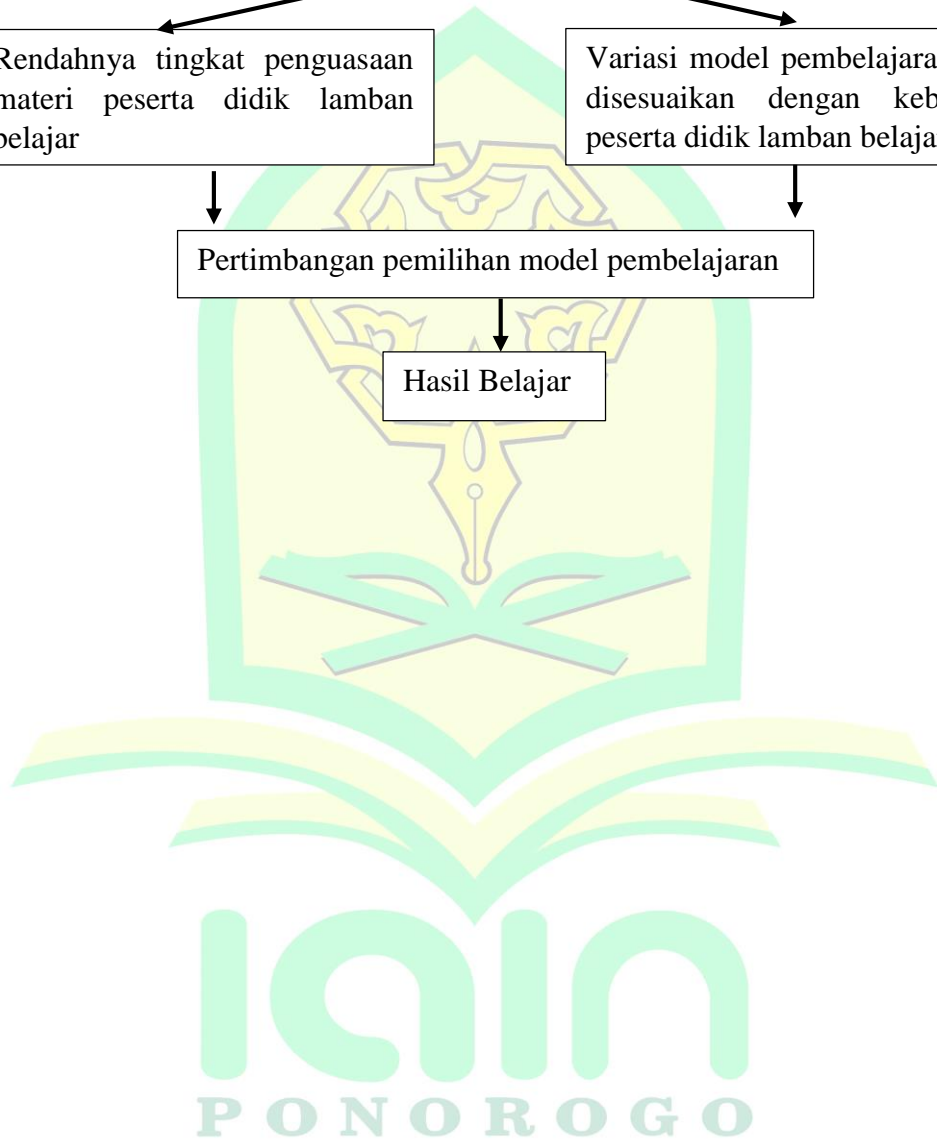 Rendahnya tingkat penguasaan
materi peserta didik lamban
belajar
Variasi model pembelajara
disesuaikan dengan keb
peserta didik lamban belaja
Pertimbangan pemilihan model pembelajaran
Hasil Belajar
iain
PONOROGO